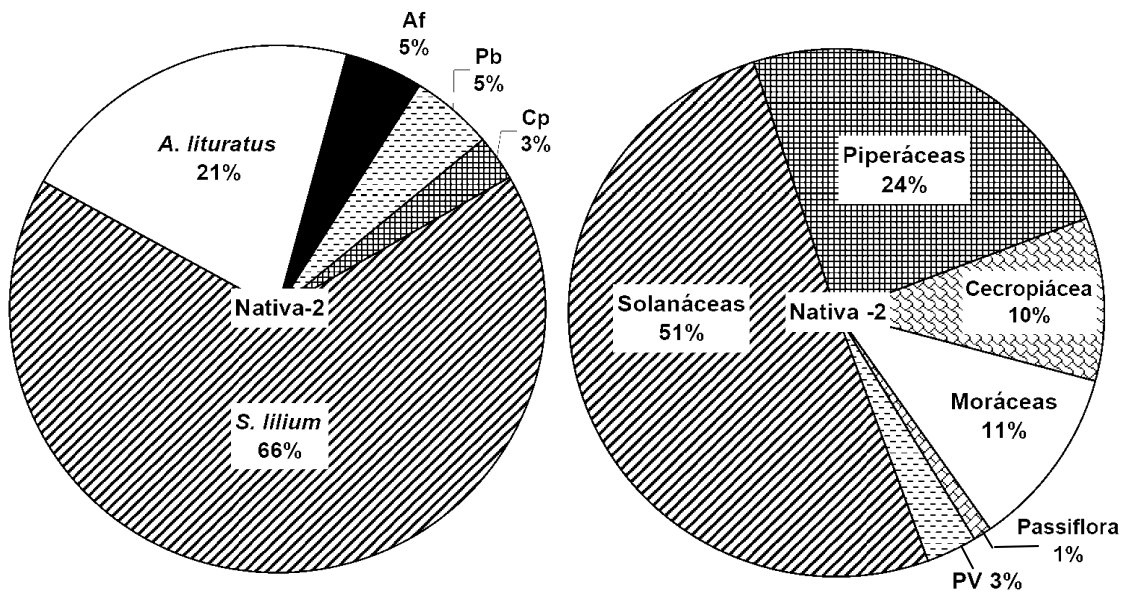 Af
5%
Pb
5%
Cp
3%
A. lituratus
21%
Nativa-2
S. lilium
66%
Piperáceas
24%
Cecropiácea
10%
Solanáceas
51%
Nativa -2
Moráceas
11%
Passiflora
1%
PV 3%